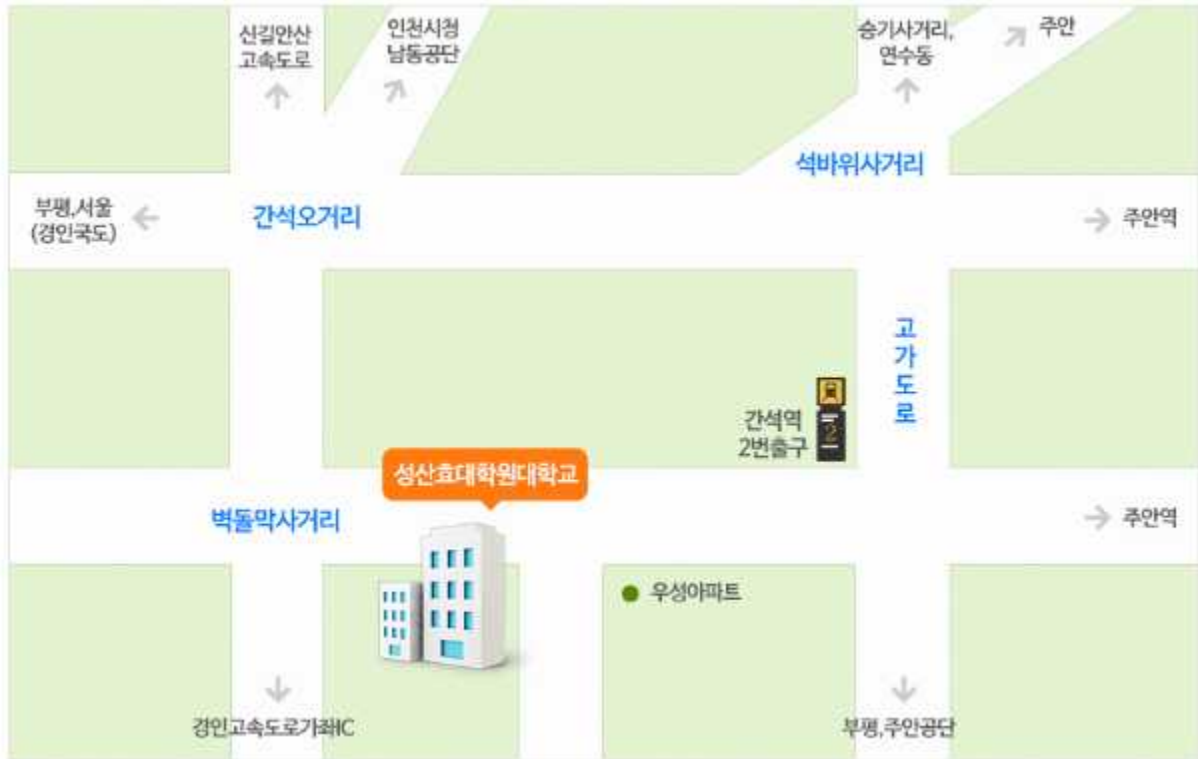 신길안산
고속도로
인천시청
남동공단
승기사거리,
연수동
주안
석바위사거리
부평,서울
(경인국도)
간석오거리
주안역
고
가
도
로
간석역
2번출구
2
성산효대학원대학교
벽돌막사거리
주안역
우성아파트
경인고속도로가좌IC
부평,주안공단